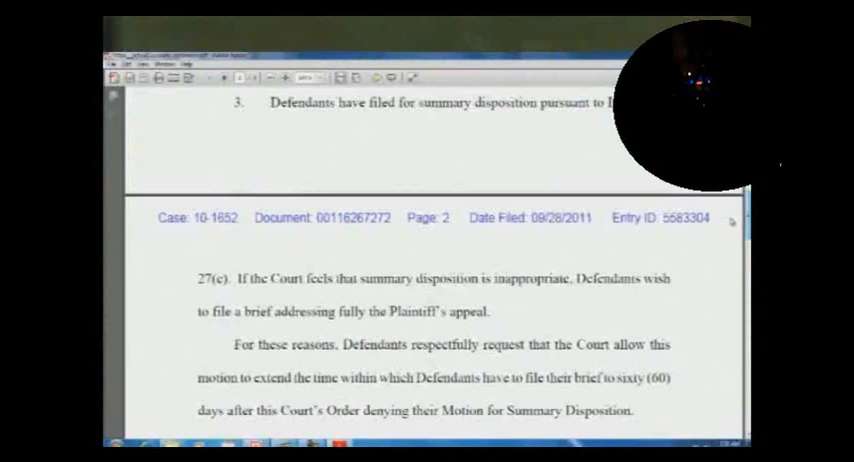 3. Defendants have filed for summary disposition pursuant to
Case: 10-1652 Document: 00116267272 Page: 2 Date Filed: 09/28/2011 Entry ID: 5583304
27(c). If the Court feels that summary disposition is inappropriate, Defendants wish
to file a brief addressing fully the Plaintiff's appeal.
For these reasons, Defendants respectfully request that the Court allow this
motion to extend the time within which Defendants have to file their brief to sixty (60)
days after this Court's Order denying their Motion for Summary Disposition.